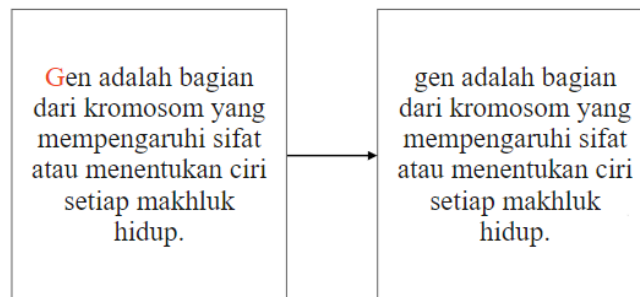 Gen adalah bagian
dari kromosom yang
mempengaruhi sifat
atau menentukan ciri
setiap makhluk
hidup.
gen adalah bagian
dari kromosom yang
mempengaruhi sifat
atau menentukan ciri
setiap makhluk
hidup.